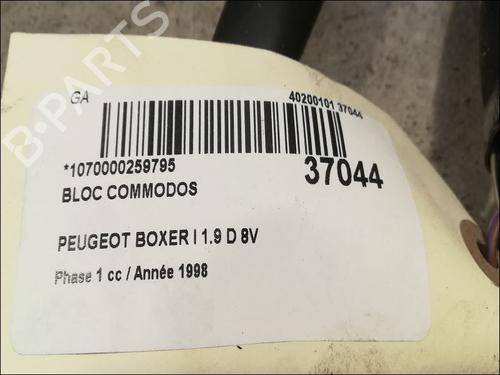 B-PARTS
GA
40200101 37044
*1070000259795
37044
BLOC COMMODOS
PEUGEOT BOXER I 1.9 D 8V
Phase 1 cc / Année 1998